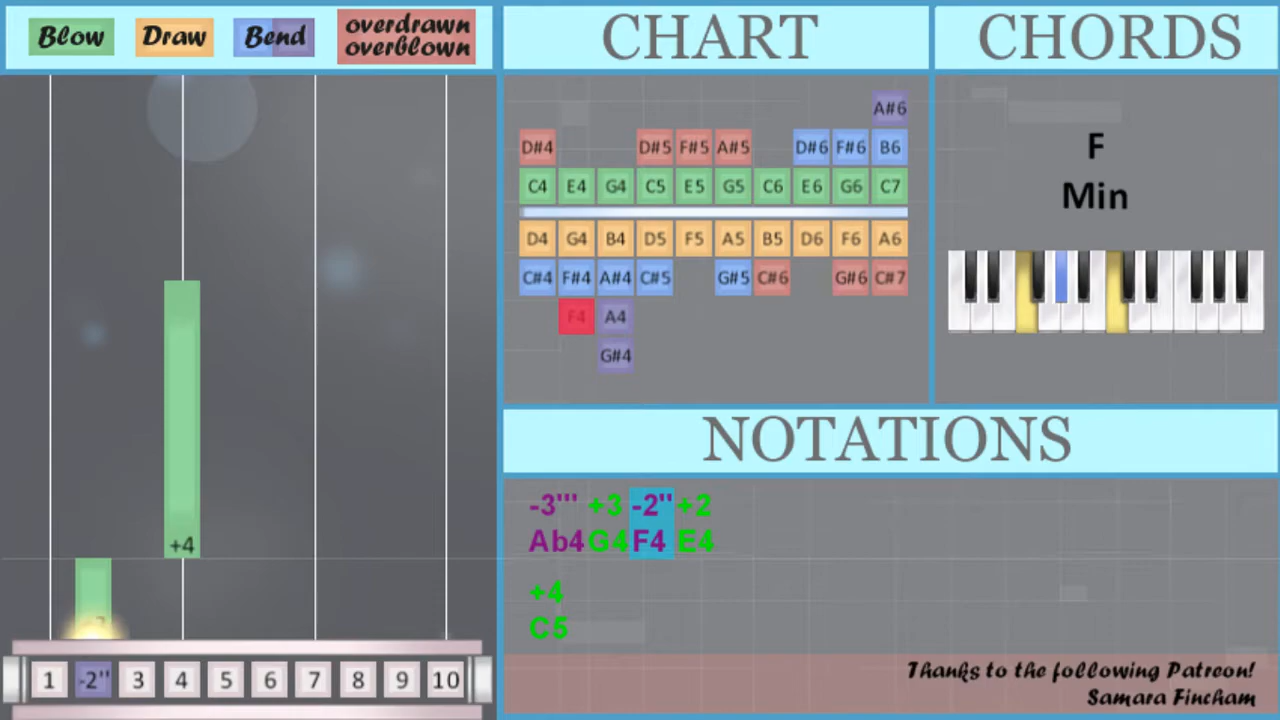 Blow Draw Bend overdrawn
overblown
CHART
CHORDS
A#6
D#4 D#5 F#5 A#5 D#6 F#6 B6
C4 E4 G4 C5 E5 G5 C6 E6 G6 C7
D4 G4 B4 D5 F5 A5 B5 D6 F6 A6
C#4 F#4 A#4 C#5 G#5 C#6 G#6 C#7
F4 A4
G#4
F
Min
NOTATIONS
-3''' +3 -2'' +2
Ab4 G4 F4 E4
+4
C5
+4
1 -2'' 3 4 5 6 7 8 9 10
Thanks to the following Patreon!
Samara Fincham